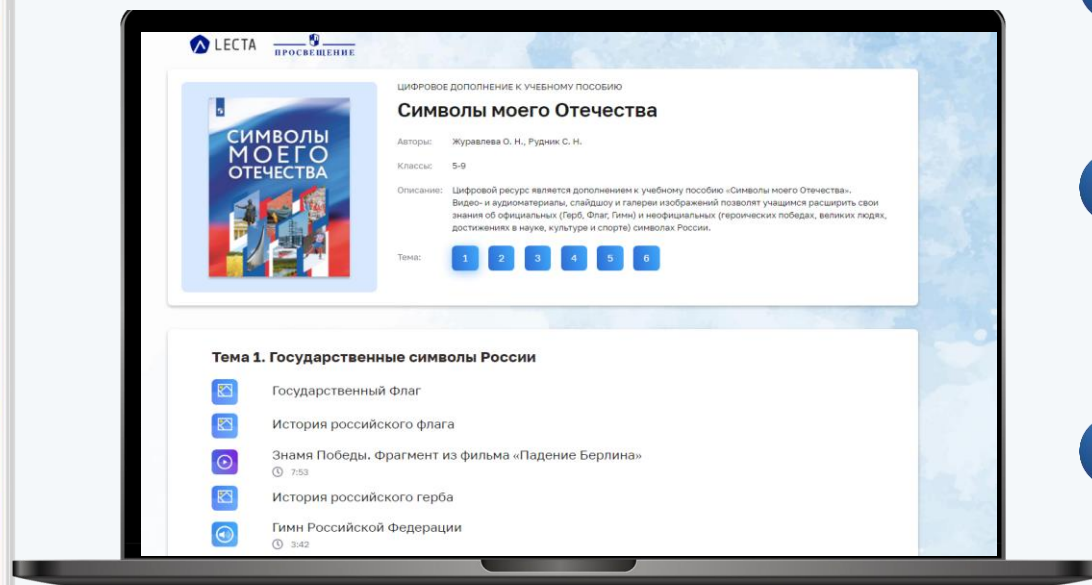 LECTA
ПРОСВЕЩЕНИЕ
СИМВОЛЫ
МОЕГО
ОТЕЧЕСТВА
ЦИФРОВОЕ ДОПОЛНЕНИЕ К УЧЕБНОМУ ПОСОБИЮ
Символы моего Отечества
Авторы: Журавлева О. Н., Рудник С. Н.
Классы: 5-9
Описание: Цифровой ресурс является дополнением к учебному пособию «Символы моего Отечества».
Видео- и аудиоматериалы, слайдшоу и галереи изображений позволят учащимся расширить свои
знания об официальных (Герб, Флаг, Гимн) и неофициальных (героических победах, великих людях,
достижениях в науке, культуре и спорте) символах России.
Тема: 1 2 3 4 5 6
Тема 1. Государственные символы России
Государственный Флаг
История российского флага
Знамя Победы. Фрагмент из фильма «Падение Берлина»
7:53
История российского герба
Гимн Российской Федерации
3:42